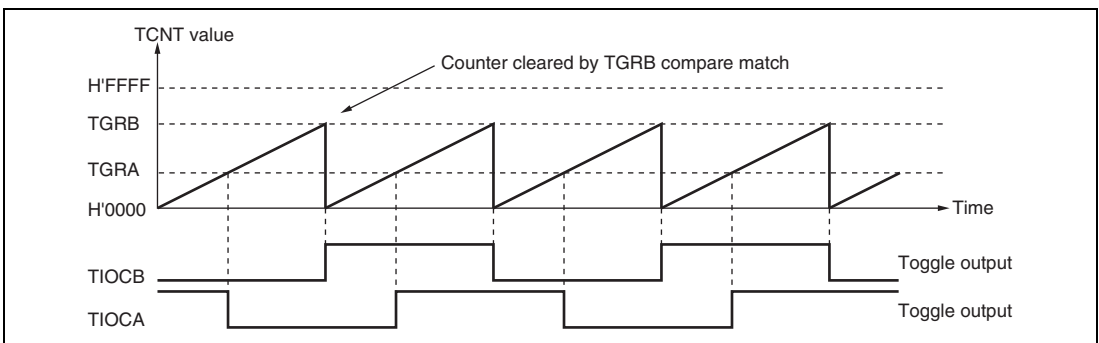 TCNT value
Counter cleared by TGRB compare match
H'FFFF
TGRB
TGRA
H'0000
Time
TIOCB
Toggle output
TIOCA
Toggle output